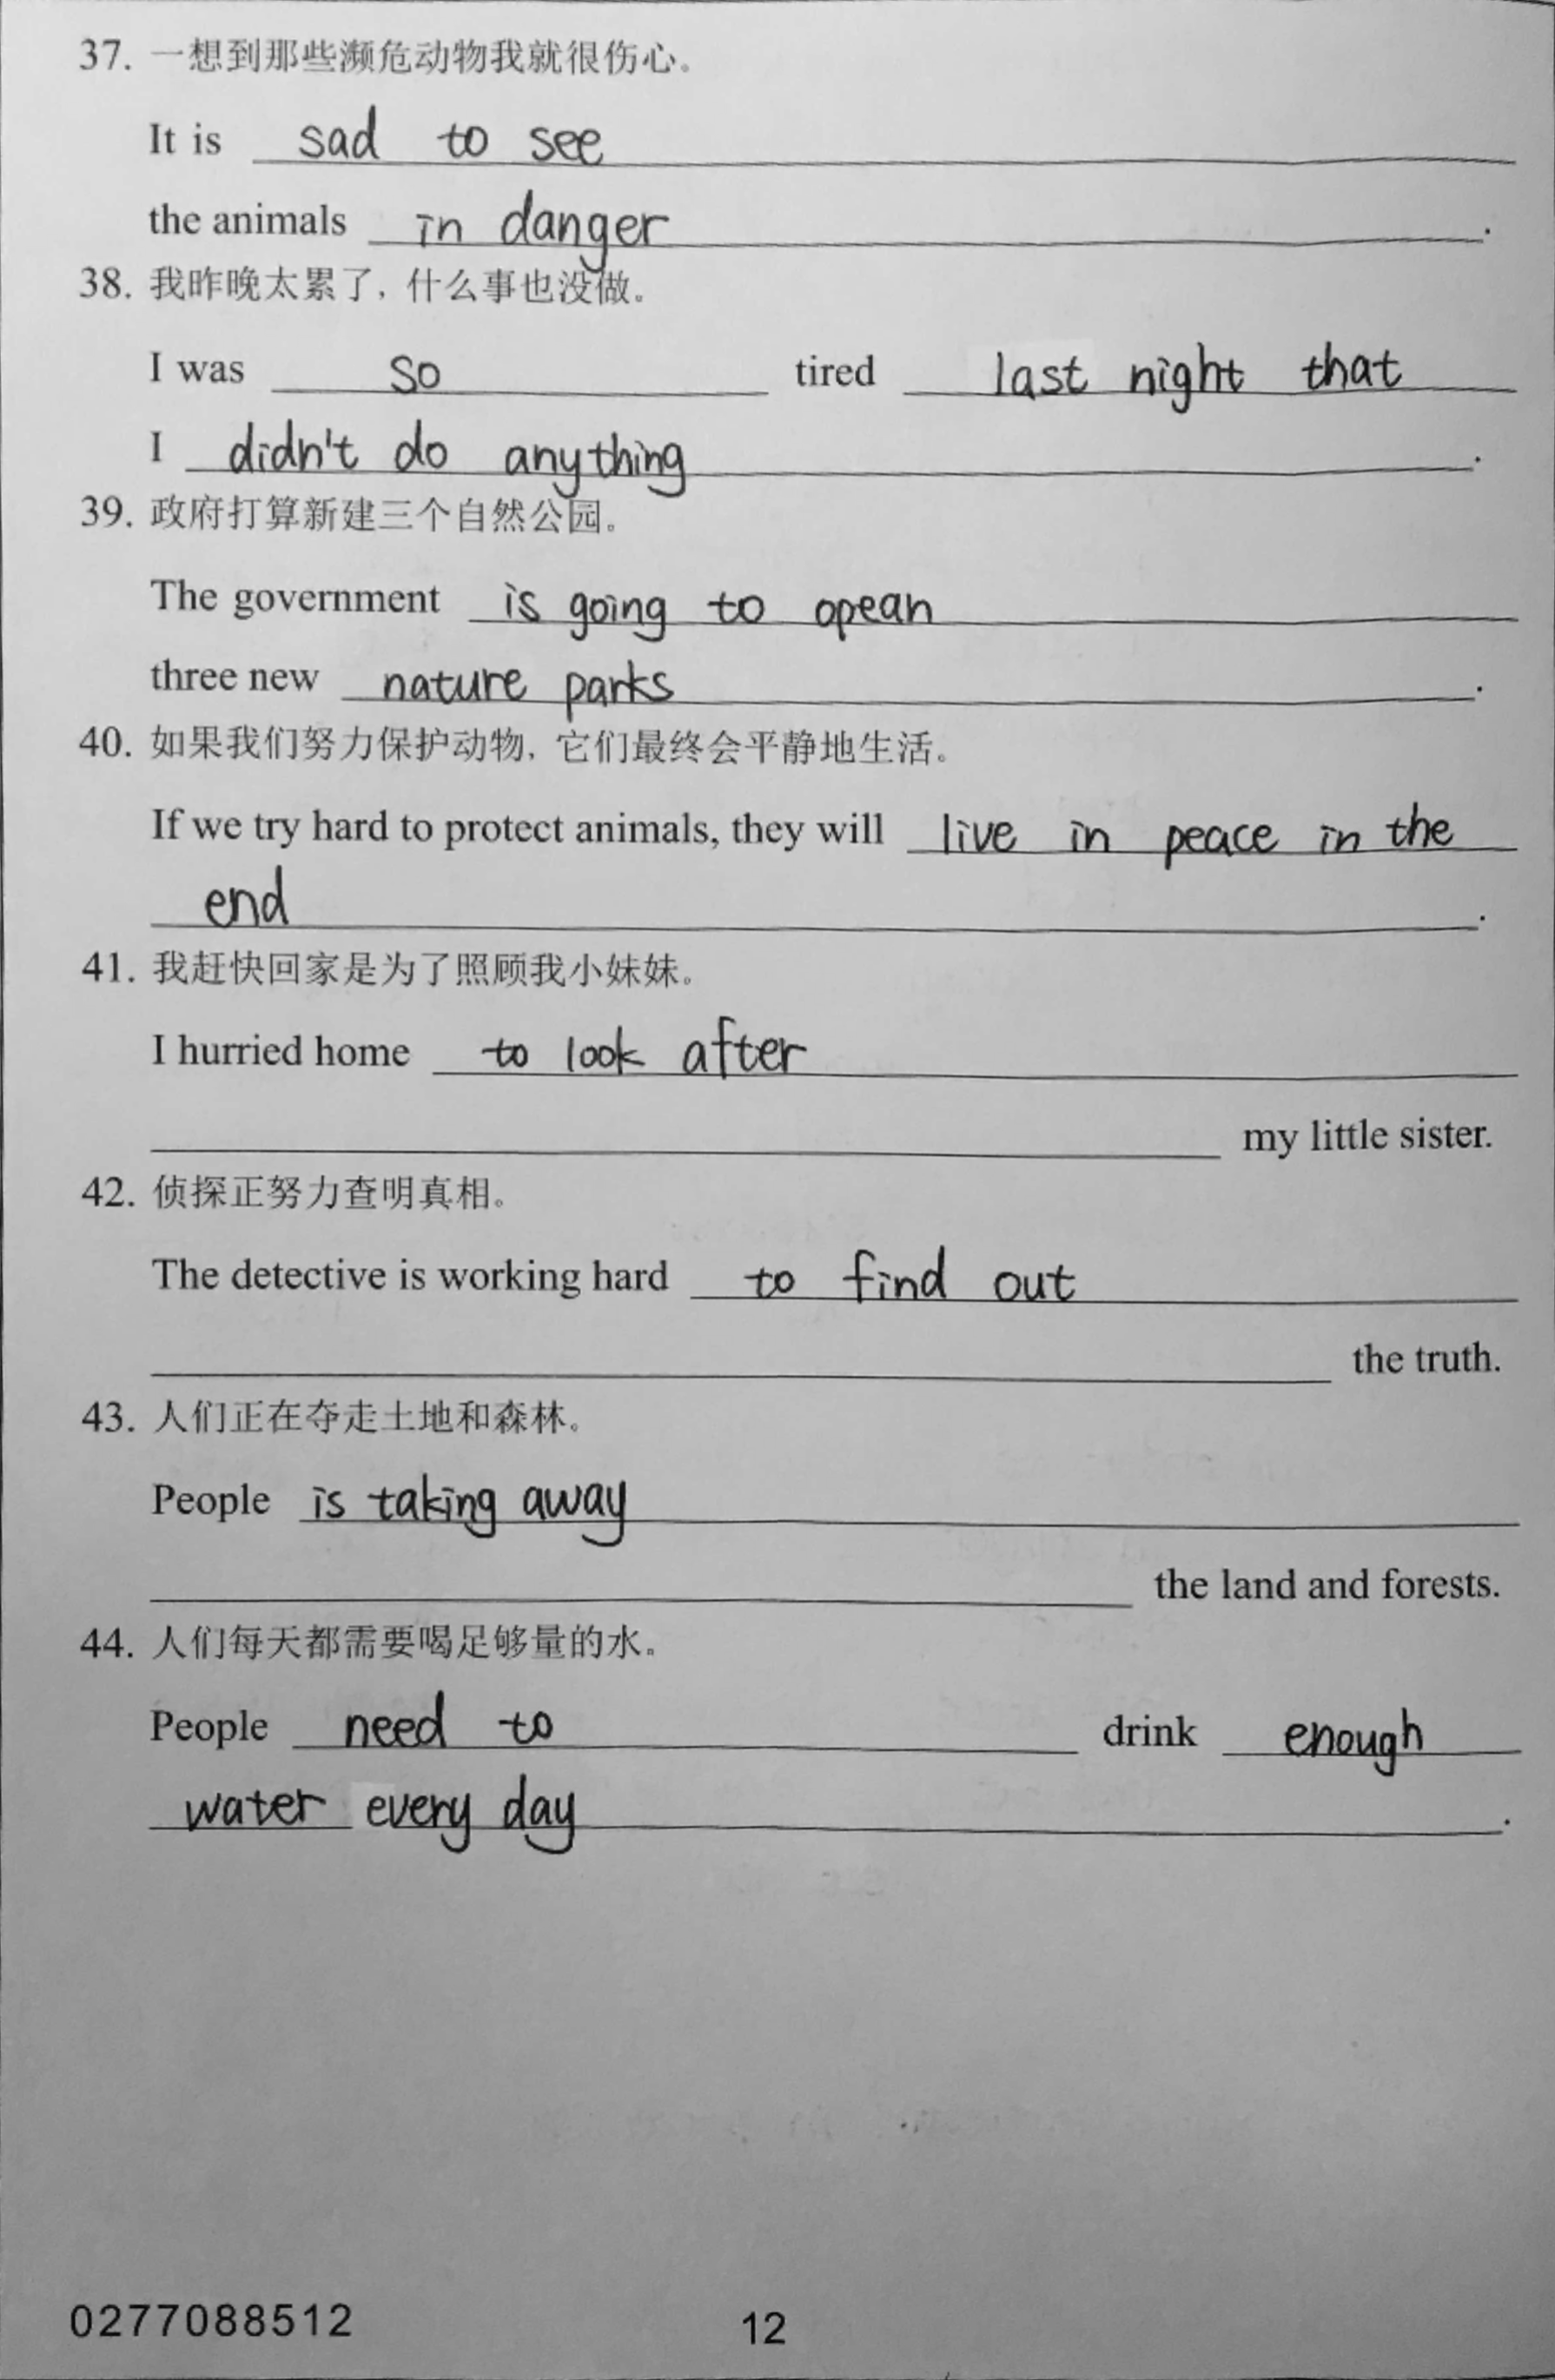 37. 一想到那些濒危动物我就很伤心。
It is sad to see
the animals in danger.
38. 我昨晚太累了，什么事也没做。
I was so tired last night that
I didn't do anything.
39. 政府打算新建三个自然公园。
The government is going to opean
three new nature parks.
40. 如果我们努力保护动物，它们最终会平静地生活。
If we try hard to protect animals, they will live in peace in the
end.
41. 我赶快回家是为了照顾我小妹妹。
I hurried home to look after
my little sister.
42. 侦探正努力查明真相。
The detective is working hard to find out
the truth.
43. 人们正在夺走土地和森林。
People is taking away
the land and forests.
44. 人们每天都需要喝足够量的水。
People need to drink enough
water every day.
0277088512 12